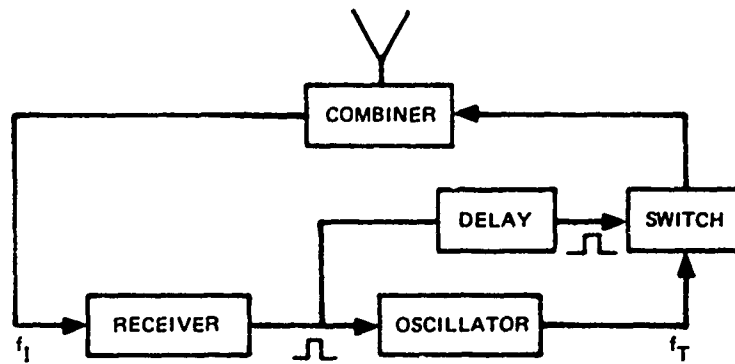 COMBINER
DELAY
SWITCH
RECEIVER
OSCILLATOR
f_I
f_T